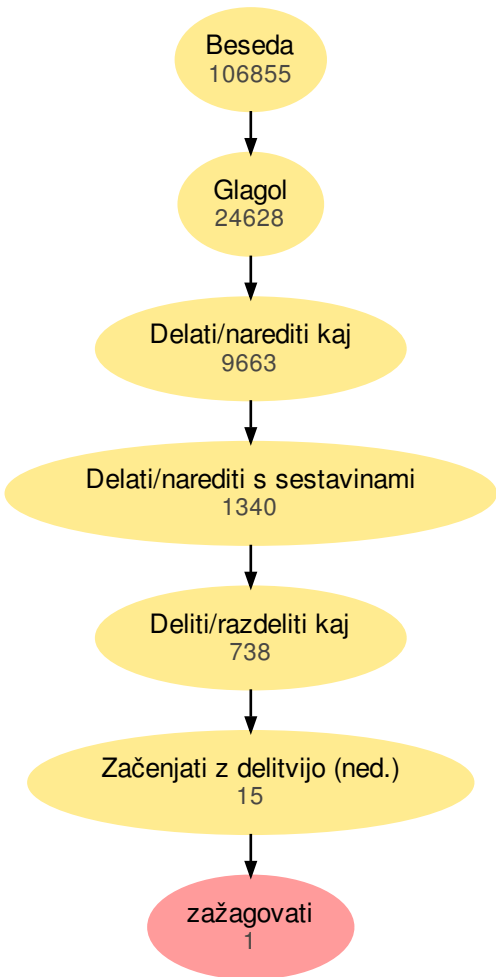 Beseda
106855
Glagol
24628
Delati/narediti kaj
9663
Delati/narediti s sestavinami
1340
Deliti/razdeliti kaj
738
Začenjati z delitvijo (ned.)
15
zažagovati
1